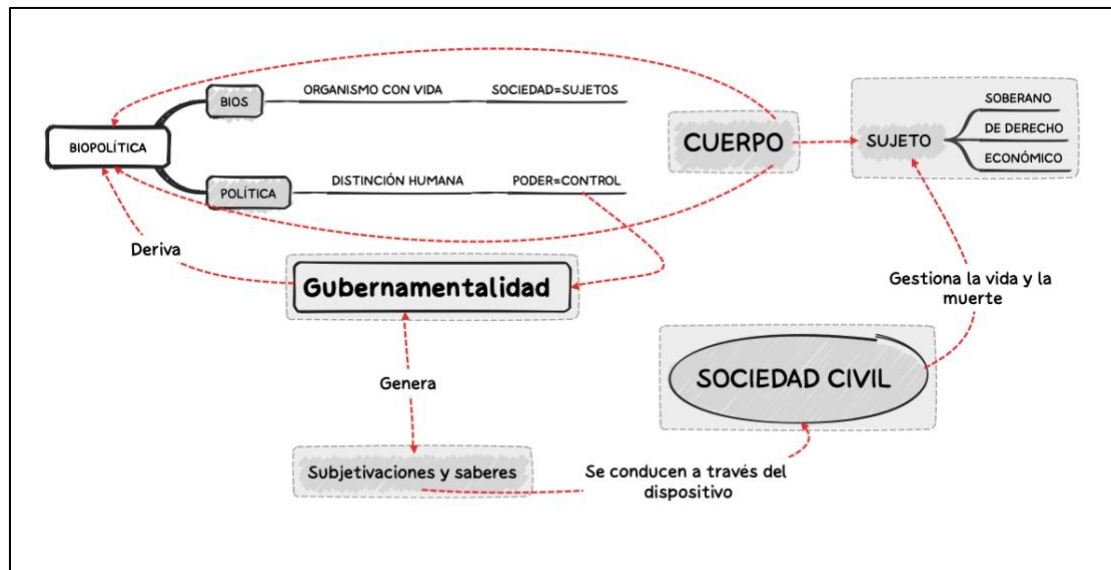 BIOPOLÍTICA
BIOS
ORGANISMO CON VIDA
SOCIEDAD=SUJETOS
POLÍTICA
DISTINCIÓN HUMANA
PODER=CONTROL
CUERPO
SUJETO
SOBERANO
DE DERECHO
ECONÓMICO
Deriva
Gubernamentalidad
Gestiona la vida y la
muerte
Genera
SOCIEDAD CIVIL
Subjetivaciones y saberes
Se conducen a través del
dispositivo